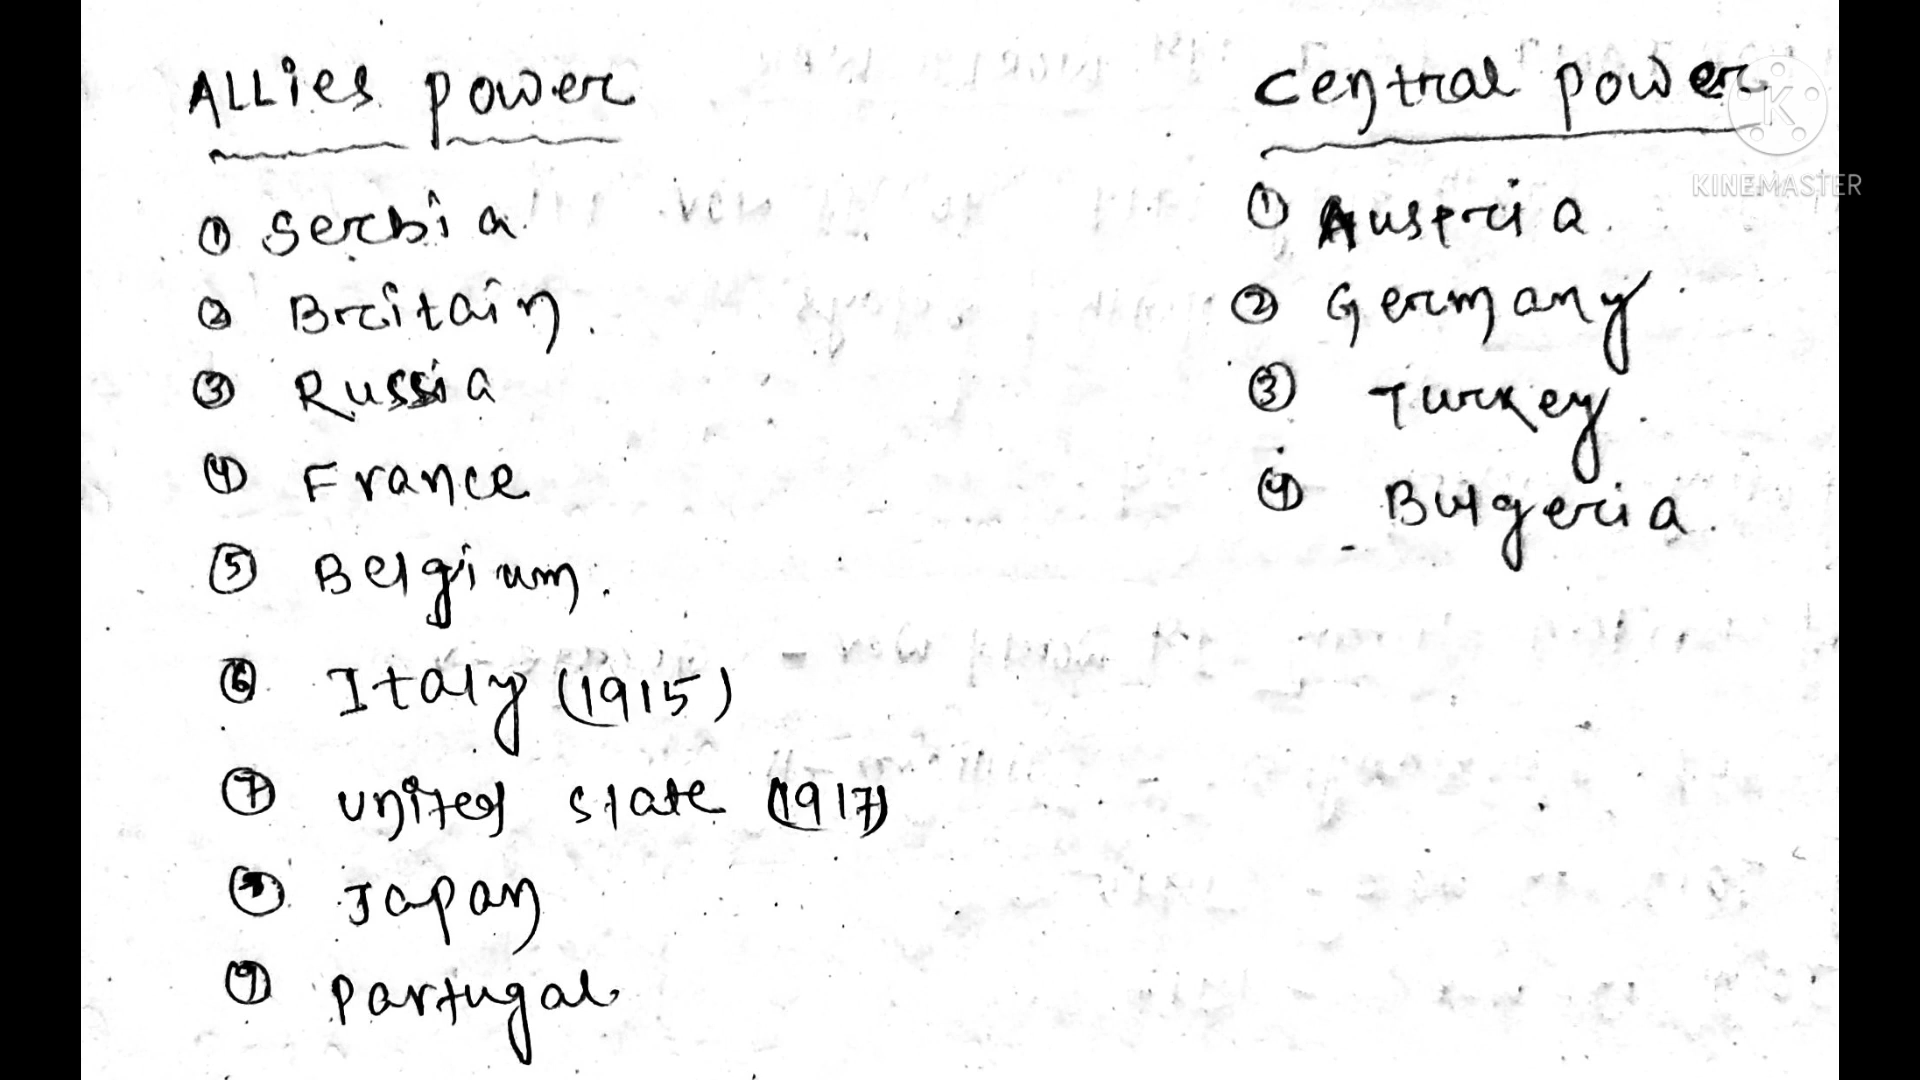 ALLies power
① Serbia
② Britain.
③ Russia
④ France
⑤ Belgium.
⑥ Italy (1915)
⑦ United state (1917)
⑧ Japan
⑨ Partugal
Central power
① Austria.
② Germany
③ Turkey.
④ Bulgeria.
KINEMASTER